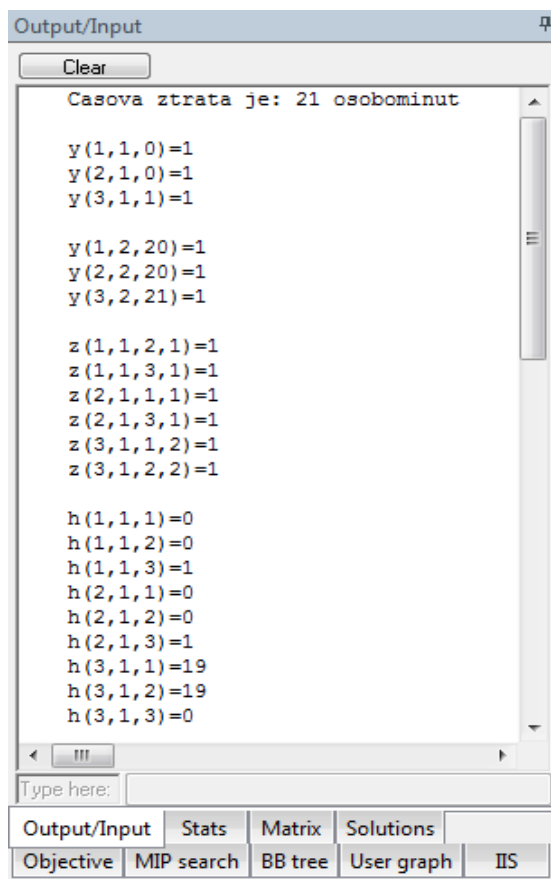 Output/Input
Clear
Casova ztrata je: 21 osobominut
y(1,1,0)=1
y(2,1,0)=1
y(3,1,1)=1
y(1,2,20)=1
y(2,2,20)=1
y(3,2,21)=1
z(1,1,2,1)=1
z(1,1,3,1)=1
z(2,1,1,1)=1
z(2,1,3,1)=1
z(3,1,1,2)=1
z(3,1,2,2)=1
h(1,1,1)=0
h(1,1,2)=0
h(1,1,3)=1
h(2,1,1)=0
h(2,1,2)=0
h(2,1,3)=1
h(3,1,1)=19
h(3,1,2)=19
h(3,1,3)=0
Type here:
Output/Input Stats Matrix Solutions
Objective MIP search BB tree User graph IIS